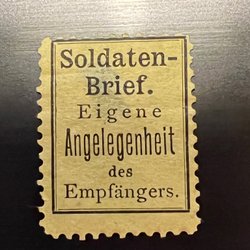 Soldaten-
Brief.
Eigene
Angelegenheit
des
Empfängers.